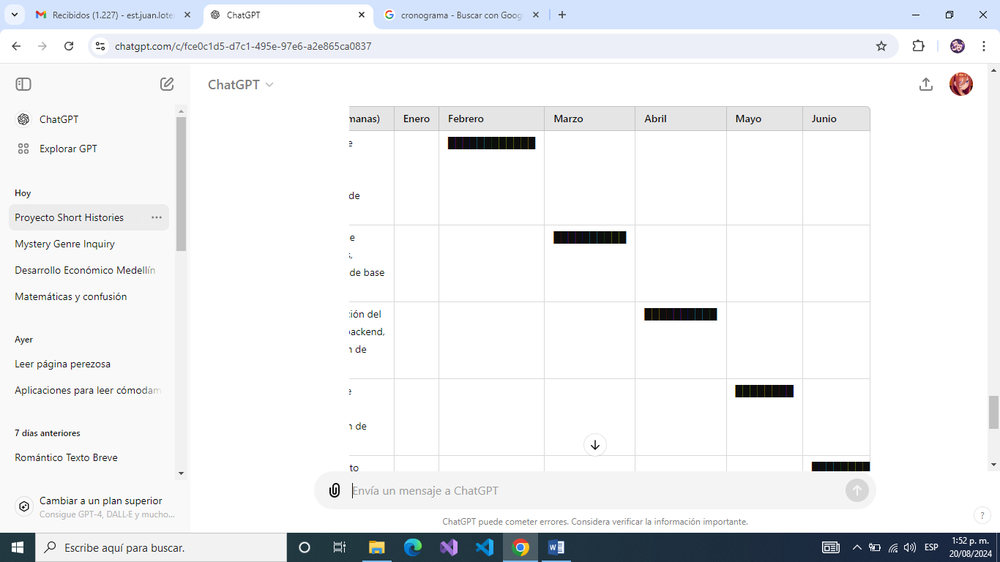 Recibidos (1.227) - est.juan.lote
ChatGPT
cronograma - Buscar con Goog
chatgpt.com/c/fce0c1d5-d7c1-495e-97e6-a2e865ca0837
ChatGPT
ChatGPT
Explorar GPT
Hoy
Proyecto Short Histories
Mystery Genre Inquiry
Desarrollo Económico Medellín
Matemáticas y confusión
Ayer
Leer página perezosa
Aplicaciones para leer cómodam
7 días anteriores
Romántico Texto Breve
Cambiar a un plan superior
Consigue GPT-4, DALL·E y mucho...
manas) Enero Febrero Marzo Abril Mayo Junio
e
de
e
s,
de base
ción del
backend,
n de
e
n de
to
Envía un mensaje a ChatGPT
ChatGPT puede cometer errores. Considera verificar la información importante.
?
Escribe aquí para buscar.
ESP
1:52 p. m.
20/08/2024